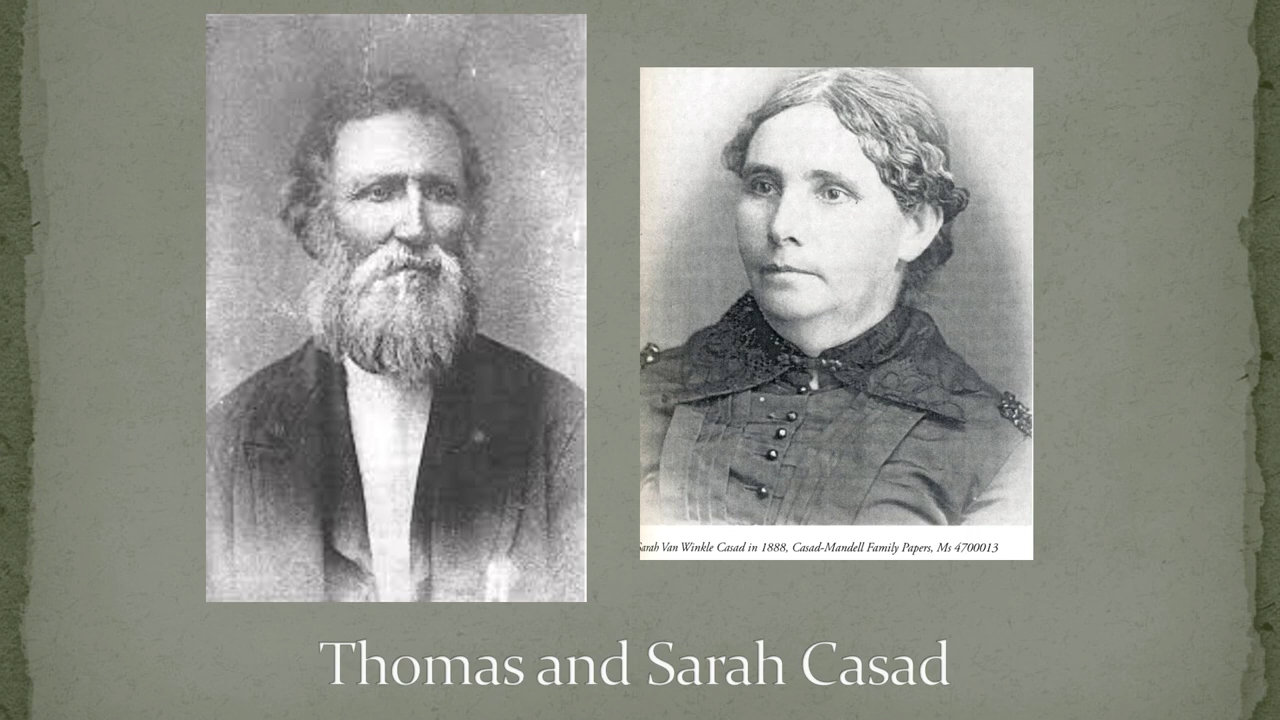 Sarah Van Winkle Casad in 1888, Casad-Mandell Family Papers, Ms 4700013
Thomas and Sarah Casad